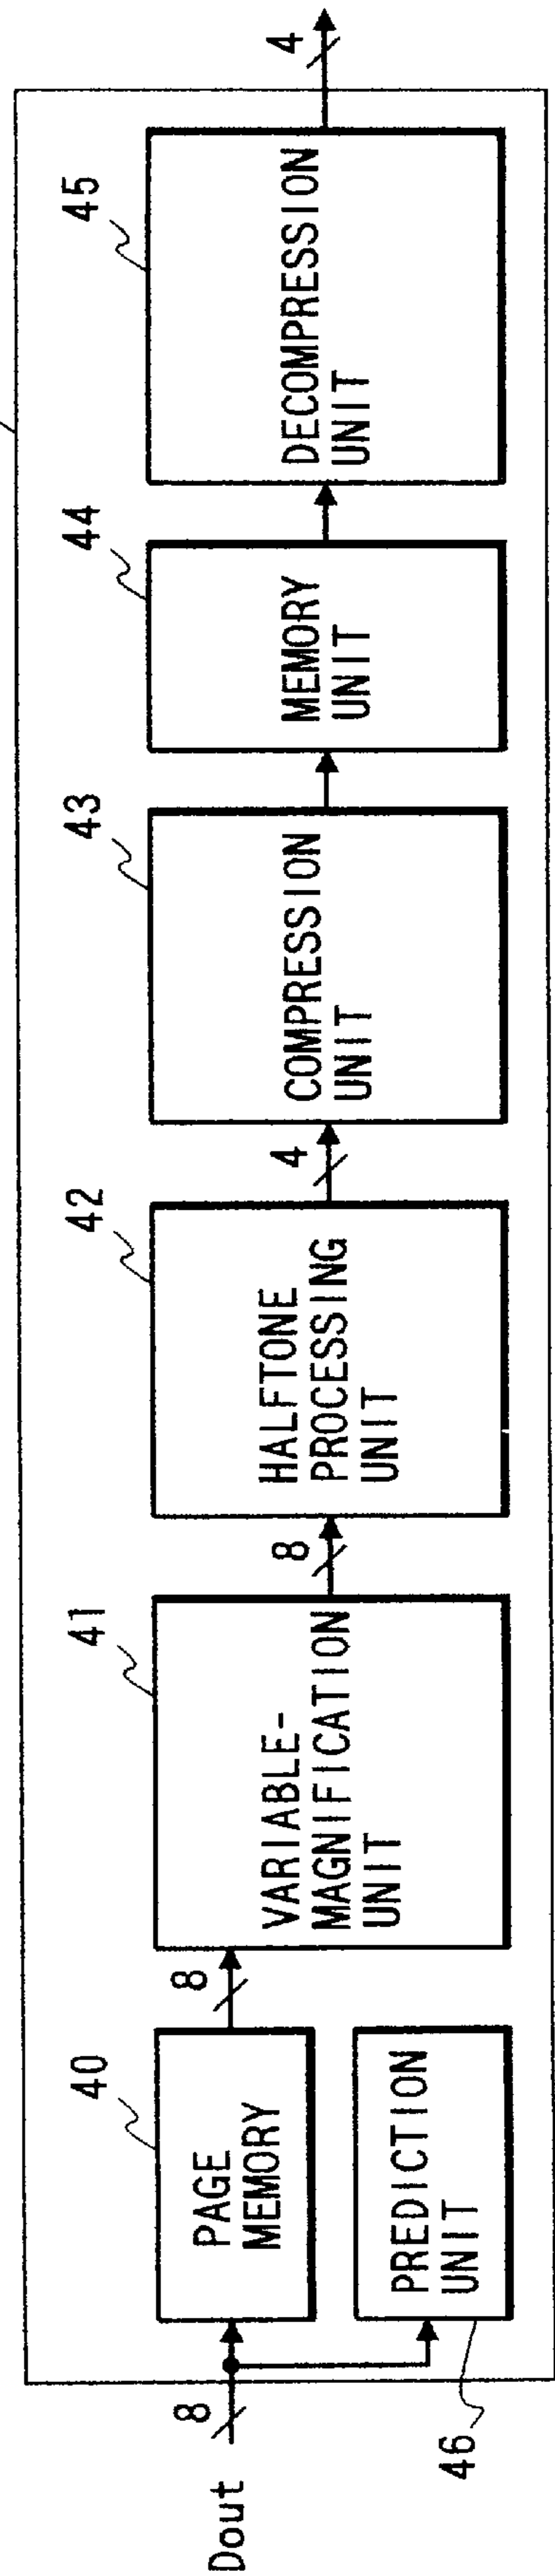 Dout
8
40
PAGE
MEMORY
46
PREDICTION
UNIT
8
41
VARIABLE-
MAGNIFICATION
UNIT
8
42
HALFTONE
PROCESSING
UNIT
4
43
COMPRESSION
UNIT
44
MEMORY
UNIT
45
DECOMPRESSION
UNIT
4